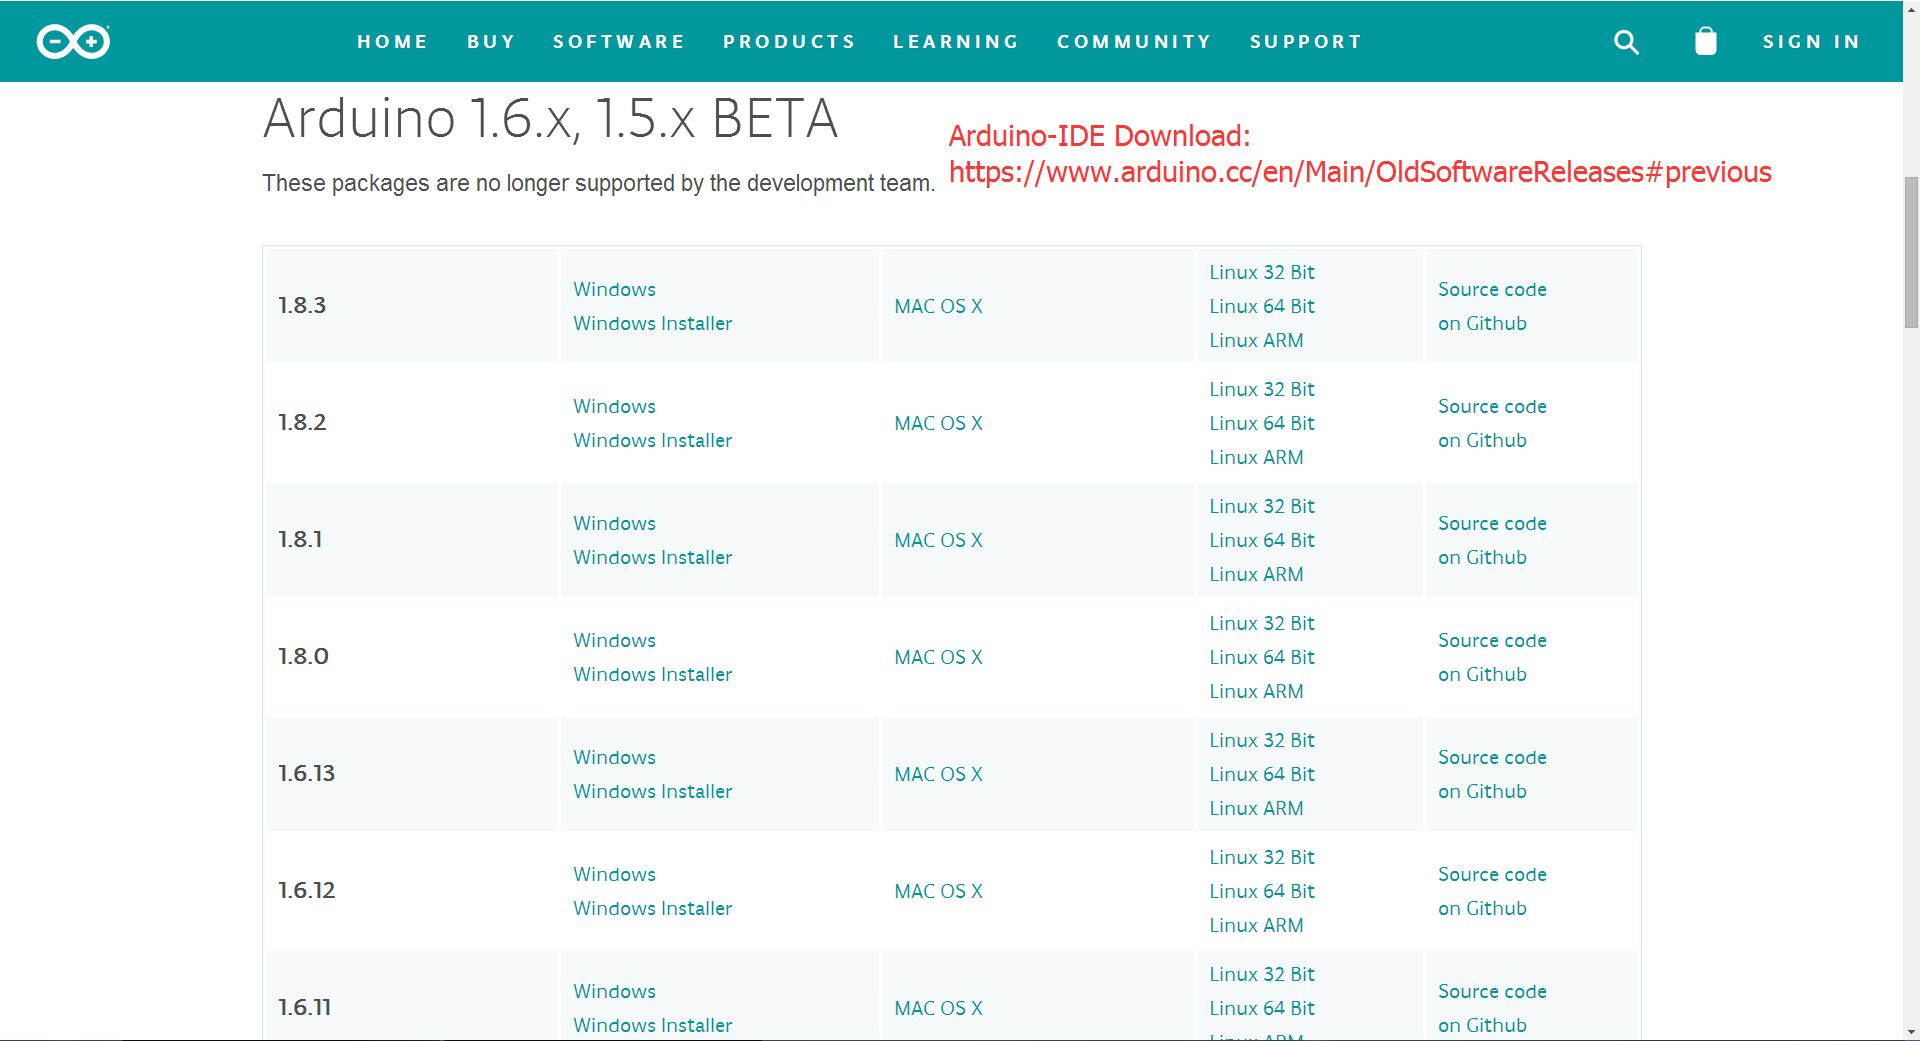 HOME BUY SOFTWARE PRODUCTS LEARNING COMMUNITY SUPPORT SIGN IN
Arduino 1.6.x, 1.5.x BETA
Arduino-IDE Download:
https://www.arduino.cc/en/Main/OldSoftwareReleases#previous
These packages are no longer supported by the development team.
1.8.3
Windows
Windows Installer
MAC OS X
Linux 32 Bit
Linux 64 Bit
Linux ARM
Source code
on Github
1.8.2
Windows
Windows Installer
MAC OS X
Linux 32 Bit
Linux 64 Bit
Linux ARM
Source code
on Github
1.8.1
Windows
Windows Installer
MAC OS X
Linux 32 Bit
Linux 64 Bit
Linux ARM
Source code
on Github
1.8.0
Windows
Windows Installer
MAC OS X
Linux 32 Bit
Linux 64 Bit
Linux ARM
Source code
on Github
1.6.13
Windows
Windows Installer
MAC OS X
Linux 32 Bit
Linux 64 Bit
Linux ARM
Source code
on Github
1.6.12
Windows
Windows Installer
MAC OS X
Linux 32 Bit
Linux 64 Bit
Linux ARM
Source code
on Github
1.6.11
Windows
Windows Installer
MAC OS X
Linux 32 Bit
Linux 64 Bit
Source code
on Github